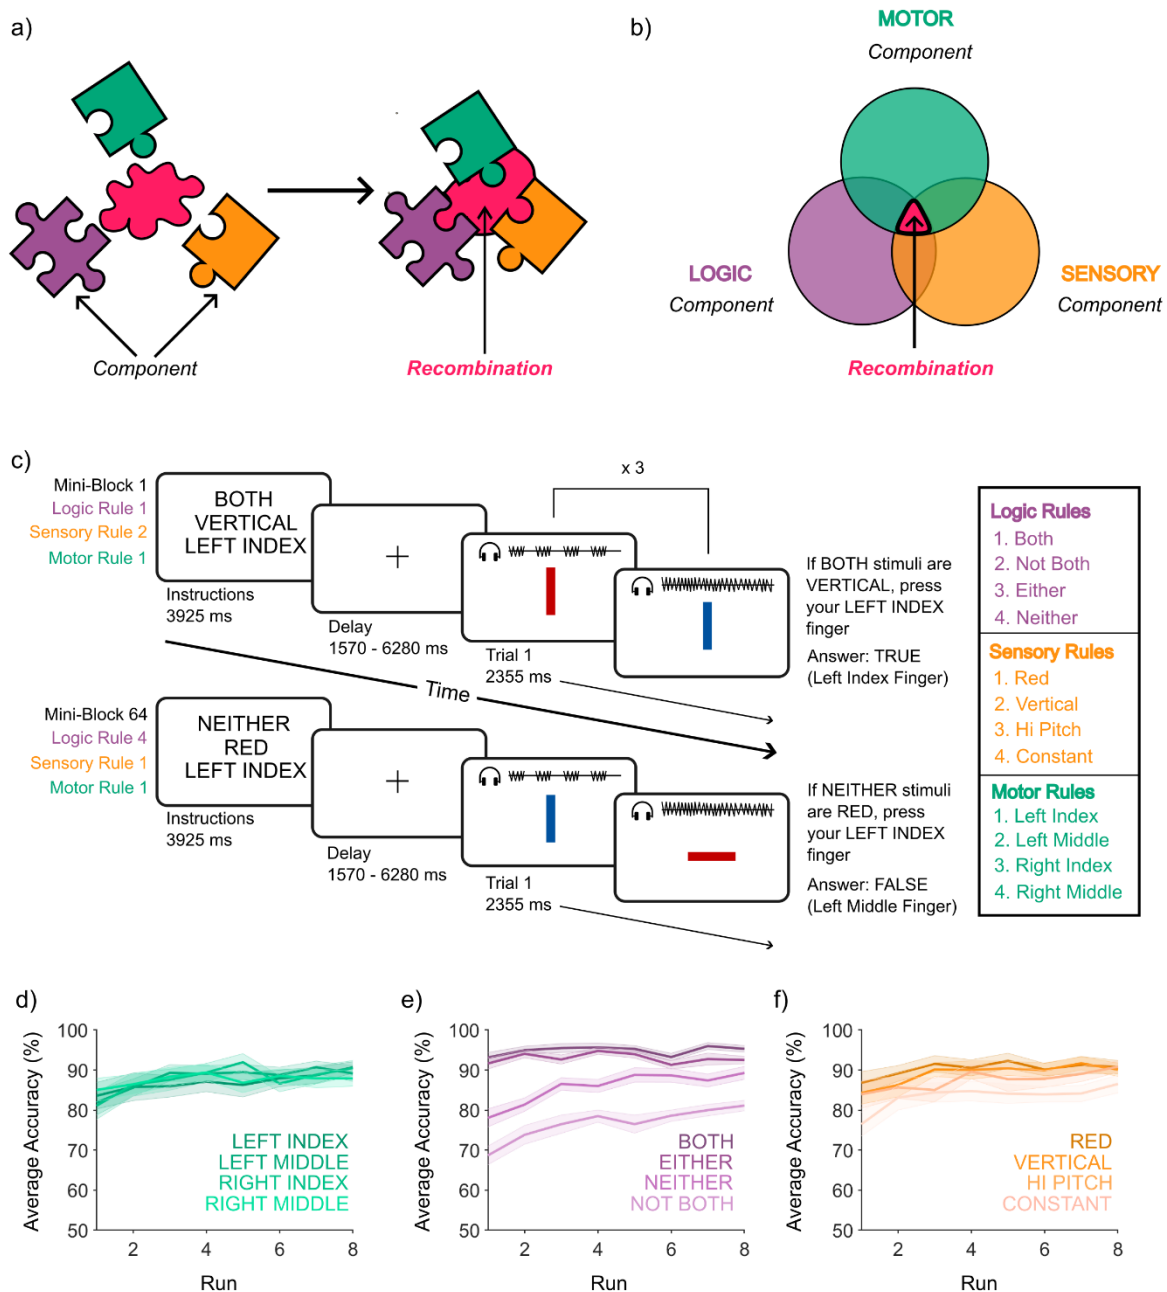 a)
Component
Recombination
b)
MOTOR
Component
LOGIC
Component
SENSORY
Component
Recombination
c)
Mini-Block 1
Logic Rule 1
Sensory Rule 2
Motor Rule 1
BOTH
VERTICAL
LEFT INDEX
Instructions
3925 ms
Delay
1570 - 6280 ms
Trial 1
2355 ms
x 3
If BOTH stimuli are
VERTICAL, press
your LEFT INDEX
finger
Answer: TRUE
(Left Index Finger)
Time
Mini-Block 64
Logic Rule 4
Sensory Rule 1
Motor Rule 1
NEITHER
RED
LEFT INDEX
Instructions
3925 ms
Delay
1570 - 6280 ms
Trial 1
2355 ms
If NEITHER stimuli
are RED, press
your LEFT INDEX
finger
Answer: FALSE
(Left Middle Finger)
Logic Rules
1. Both
2. Not Both
3. Either
4. Neither
Sensory Rules
1. Red
2. Vertical
3. Hi Pitch
4. Constant
Motor Rules
1. Left Index
2. Left Middle
3. Right Index
4. Right Middle
d)
Average Accuracy (%)
100
90
80
70
60
50
LEFT INDEX
LEFT MIDDLE
RIGHT INDEX
RIGHT MIDDLE
2 4 6 8
Run
e)
Average Accuracy (%)
100
90
80
70
60
50
BOTH
EITHER
NEITHER
NOT BOTH
2 4 6 8
Run
f)
Average Accuracy (%)
100
90
80
70
60
50
RED
VERTICAL
HI PITCH
CONSTANT
2 4 6 8
Run